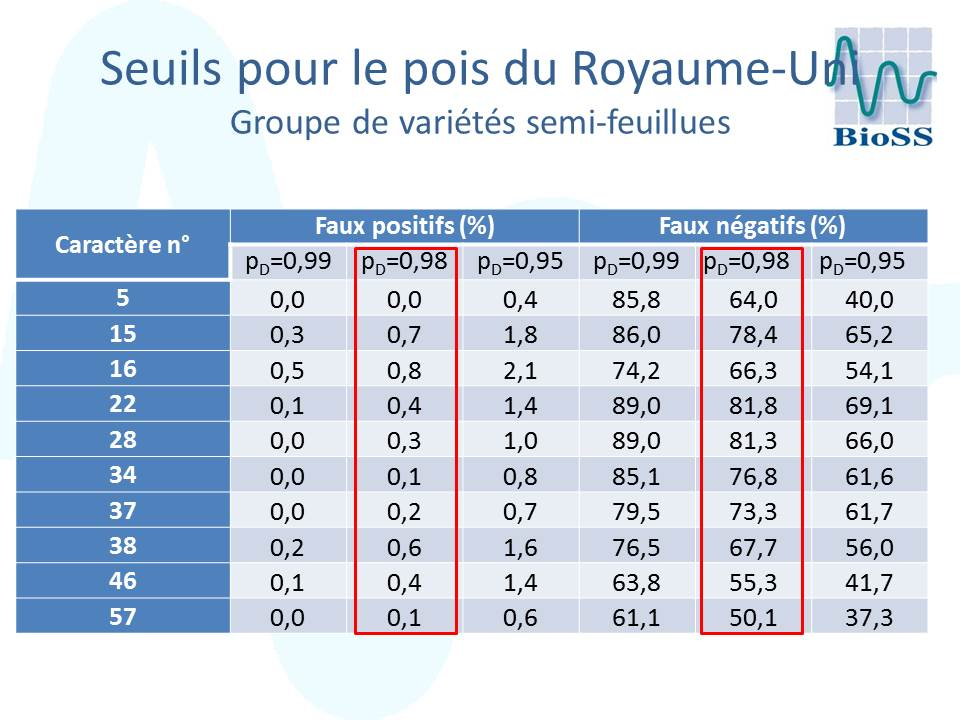 Seuils pour le pois du Royaume-Uni
Groupe de variétés semi-feuillues
BioSS
Caractère n° Faux positifs (%) Faux négatifs (%)
pD=0,99 pD=0,98 pD=0,95 pD=0,99 pD=0,98 pD=0,95
5 0,0 0,0 0,4 85,8 64,0 40,0
15 0,3 0,7 1,8 86,0 78,4 65,2
16 0,5 0,8 2,1 74,2 66,3 54,1
22 0,1 0,4 1,4 89,0 81,8 69,1
28 0,0 0,3 1,0 89,0 81,3 66,0
34 0,0 0,1 0,8 85,1 76,8 61,6
37 0,0 0,2 0,7 79,5 73,3 61,7
38 0,2 0,6 1,6 76,5 67,7 56,0
46 0,1 0,4 1,4 63,8 55,3 41,7
57 0,0 0,1 0,6 61,1 50,1 37,3